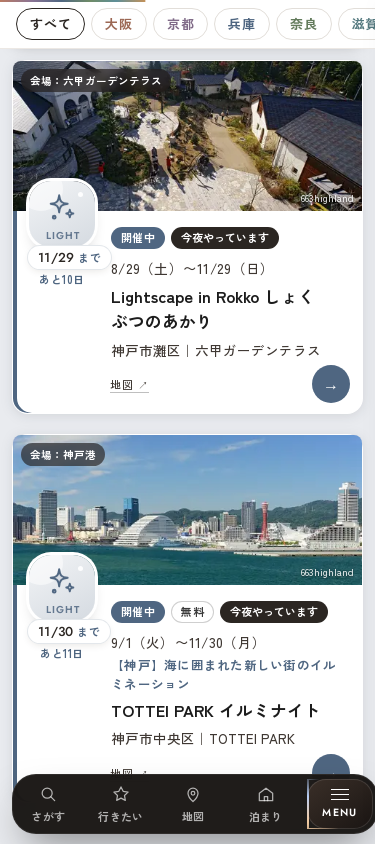 すべて
大阪
京都
兵庫
奈良
滋賀
会場：六甲ガーデンテラス
663highland
LIGHT
11/29 まで
あと10日
開催中
今夜やっています
8/29（土）〜11/29（日）
Lightscape in Rokko しょく
ぶつのあかり
神戸市灘区｜六甲ガーデンテラス
地図 ↗
→
会場：神戸港
663highland
LIGHT
11/30 まで
あと11日
開催中
無料
今夜やっています
9/1（火）〜11/30（月）
【神戸】海に囲まれた新しい街のイル
ミネーション
TOTTEI PARK イルミナイト
神戸市中央区｜TOTTEI PARK
地図 ↗
さがす
行きたい
地図
泊まり
MENU